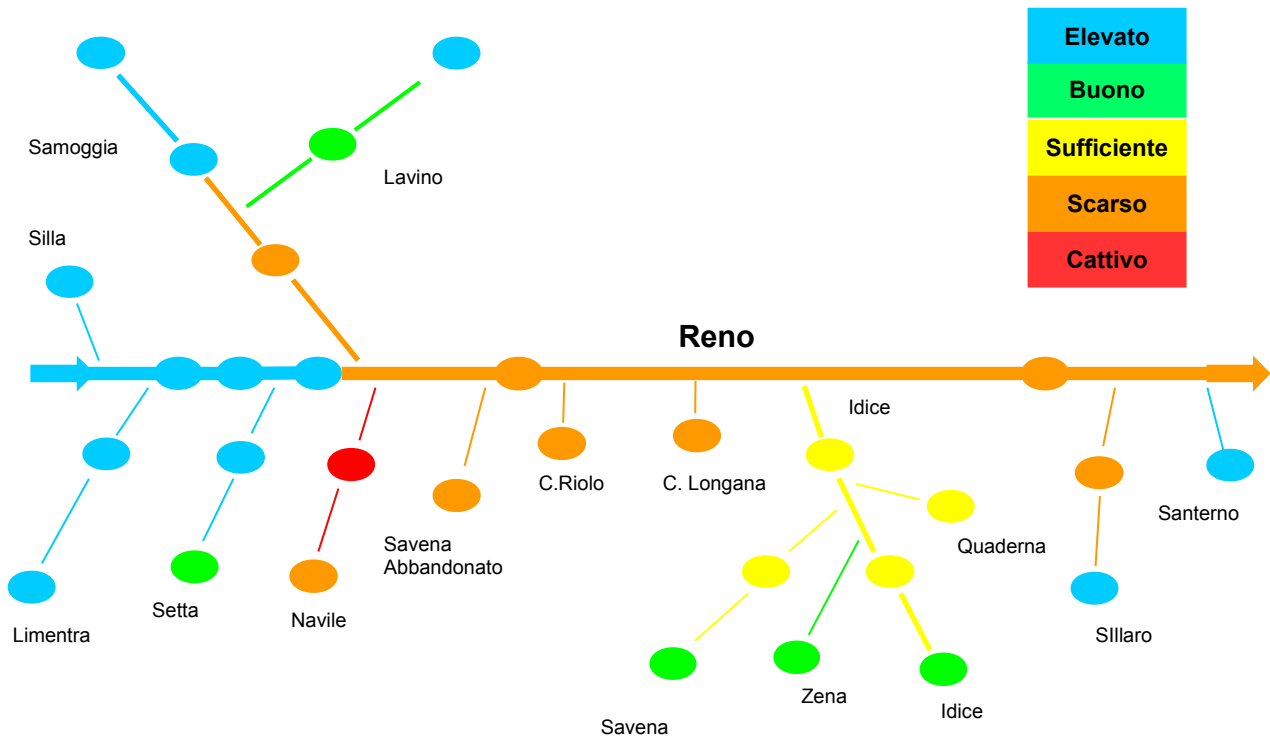 Elevato
Buono
Sufficiente
Scarso
Cattivo
Samoggia
Lavino
Silla
Reno
Idice
C.Riolo
C. Longana
Savena
Abbandonato
Quaderna
Santerno
Limentra
Setta
Navile
SIllaro
Zena
Idice
Savena